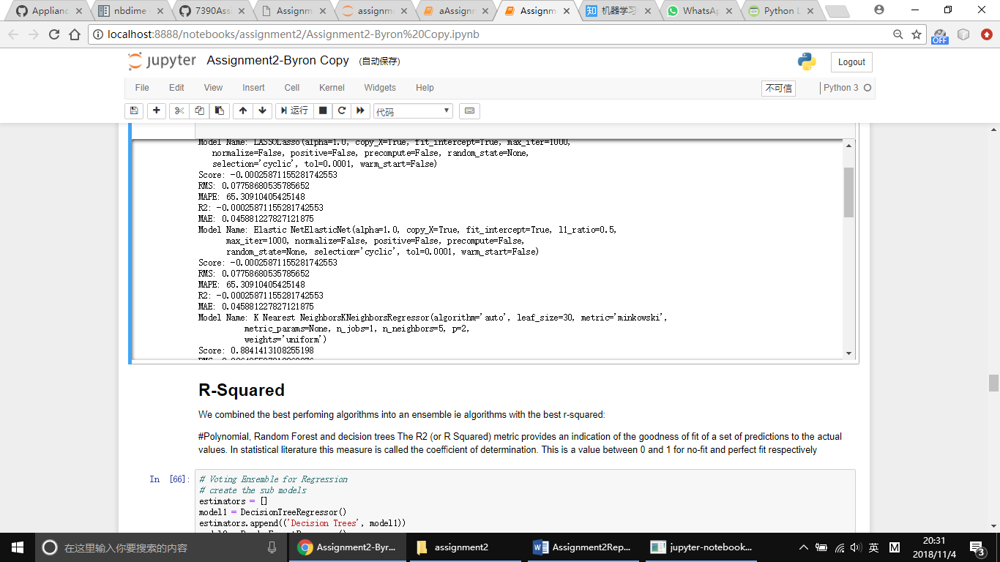 Applianc
nbdime -
7390Assi
Assignm
assignme
aAssignm
Assignm
机器学习
WhatsAp
Python L
localhost:8888/notebooks/assignment2/Assignment2-Byron%20Copy.ipynb
OFF
jupyter Assignment2-Byron Copy (自动保存)
Logout
File Edit View Insert Cell Kernel Widgets Help
不可信
Python 3
运行
代码
Model Name: LASSOLasso(alpha=1.0, copy_X=True, fit_intercept=True, max_iter=1000,
normalize=False, positive=False, precompute=False, random_state=None,
selection='cyclic', tol=0.0001, warm_start=False)
Score: -0.00025871155281742553
RMS: 0.07758680535785652
MAPE: 65.30910405425148
R2: -0.00025871155281742553
MAE: 0.045881227827121875
Model Name: Elastic NetElasticNet(alpha=1.0, copy_X=True, fit_intercept=True, l1_ratio=0.5,
max_iter=1000, normalize=False, positive=False, precompute=False,
random_state=None, selection='cyclic', tol=0.0001, warm_start=False)
Score: -0.00025871155281742553
RMS: 0.07758680535785652
MAPE: 65.30910405425148
R2: -0.00025871155281742553
MAE: 0.045881227827121875
Model Name: K Nearest NeighborsKNeighborsRegressor(algorithm='auto', leaf_size=30, metric='minkowski',
metric_params=None, n_jobs=1, n_neighbors=5, p=2,
weights='uniform')
Score: 0.8841413108255198
R-Squared
We combined the best perfoming algorithms into an ensemble ie algorithms with the best r-squared:
#Polynomial, Random Forest and decision trees The R2 (or R Squared) metric provides an indication of the goodness of fit of a set of predictions to the actual
values. In statistical literature this measure is called the coefficient of determination. This is a value between 0 and 1 for no-fit and perfect fit respectively
In [66]:
# Voting Ensemble for Regression
# create the sub models
estimators = []
model1 = DecisionTreeRegressor()
estimators.append(('Decision Trees', model1))
在这里输入你要搜索的内容
Assignment2-Byr...
assignment2
Assignment2Rep...
jupyter-notebook...
英
M
20:31
2018/11/4
3